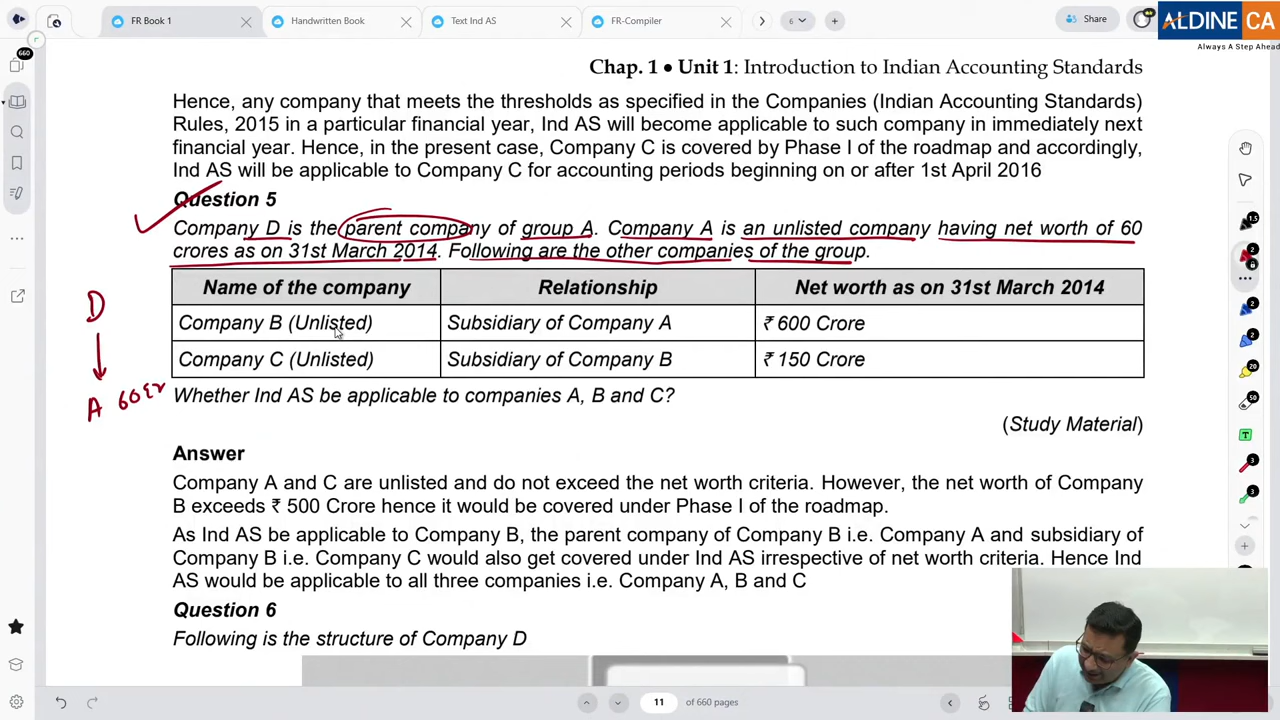 FR Book 1
Handwritten Book
Text Ind AS
FR-Compiler
6
Share
ALDINE CA
Always A Step Ahead
660
Chap. 1 • Unit 1: Introduction to Indian Accounting Standards
Hence, any company that meets the thresholds as specified in the Companies (Indian Accounting Standards)
Rules, 2015 in a particular financial year, Ind AS will become applicable to such company in immediately next
financial year. Hence, in the present case, Company C is covered by Phase I of the roadmap and accordingly,
Ind AS will be applicable to Company C for accounting periods beginning on or after 1st April 2016
Question 5
Company D is the parent company of group A. Company A is an unlisted company having net worth of 60
crores as on 31st March 2014. Following are the other companies of the group.
Name of the company Relationship Net worth as on 31st March 2014
Company B (Unlisted) Subsidiary of Company A ₹ 600 Crore
Company C (Unlisted) Subsidiary of Company B ₹ 150 Crore
D
A 60Cr
Whether Ind AS be applicable to companies A, B and C?
(Study Material)
Answer
Company A and C are unlisted and do not exceed the net worth criteria. However, the net worth of Company
B exceeds ₹ 500 Crore hence it would be covered under Phase I of the roadmap.
As Ind AS be applicable to Company B, the parent company of Company B i.e. Company A and subsidiary of
Company B i.e. Company C would also get covered under Ind AS irrespective of net worth criteria. Hence Ind
AS would be applicable to all three companies i.e. Company A, B and C
Question 6
Following is the structure of Company D
1.5
2
2
2
20
50
T
3
3
11 of 660 pages